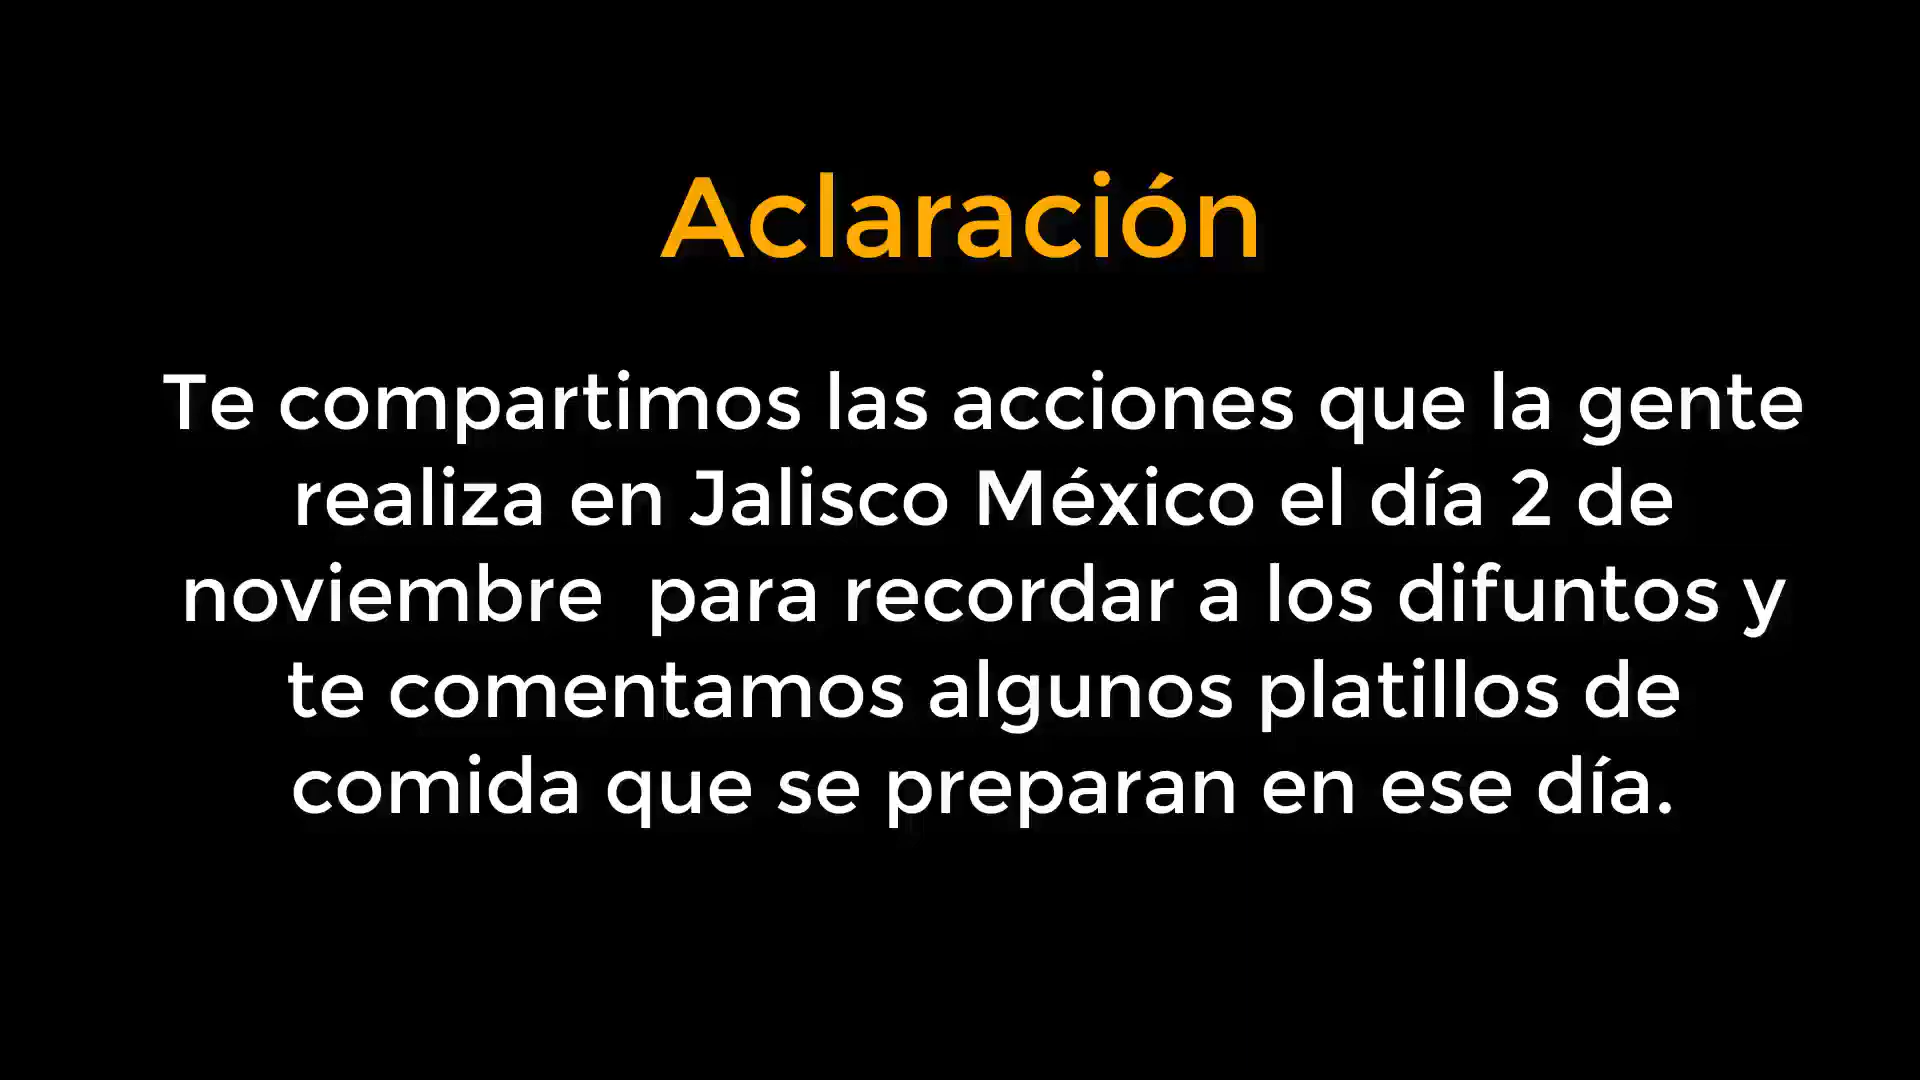 Aclaración
Te compartimos las acciones que la gente
realiza en Jalisco México el día 2 de
noviembre  para recordar a los difuntos y
te comentamos algunos platillos de
comida que se preparan en ese día.